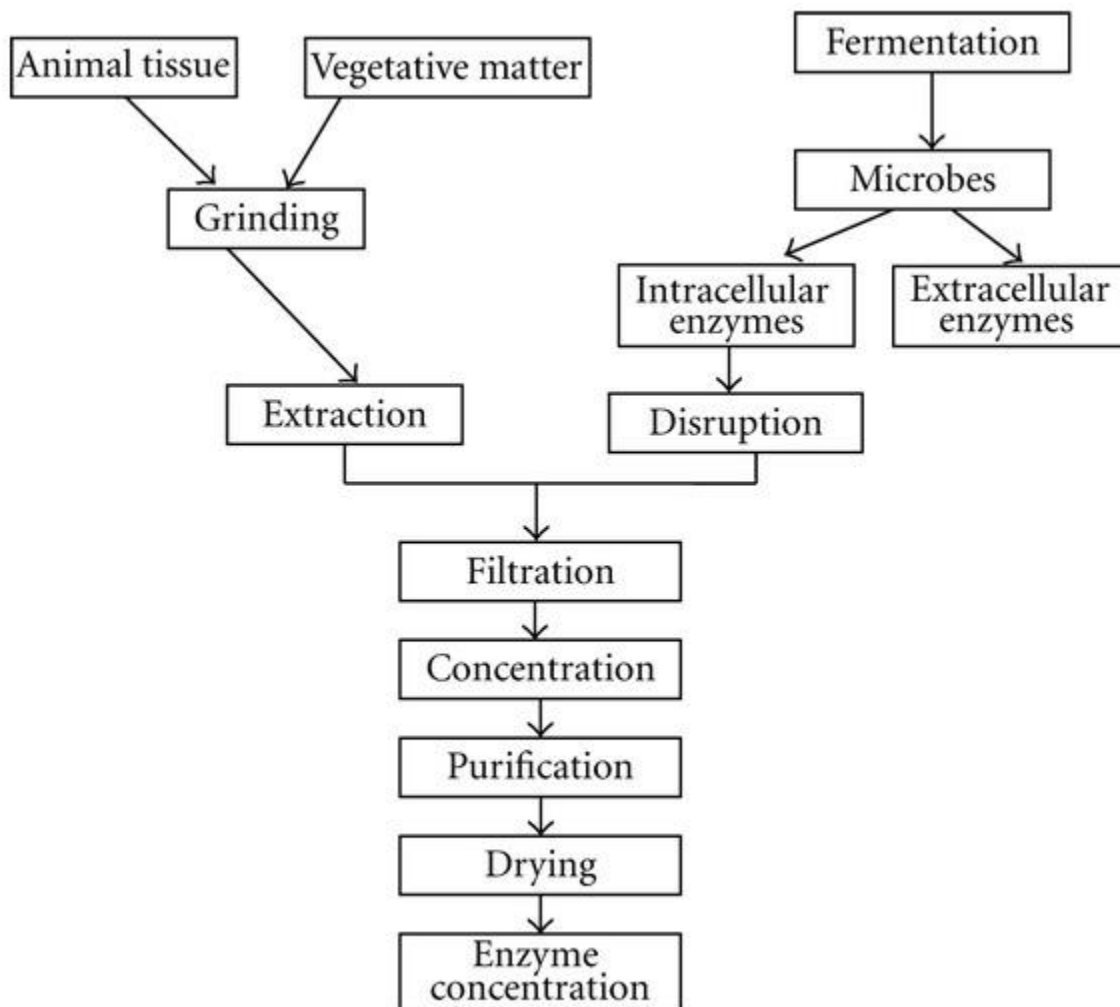 Animal tissue
Vegetative matter
Fermentation
Microbes
Grinding
Intracellular
enzymes
Extracellular
enzymes
Extraction
Disruption
Filtration
Concentration
Purification
Drying
Enzyme
concentration